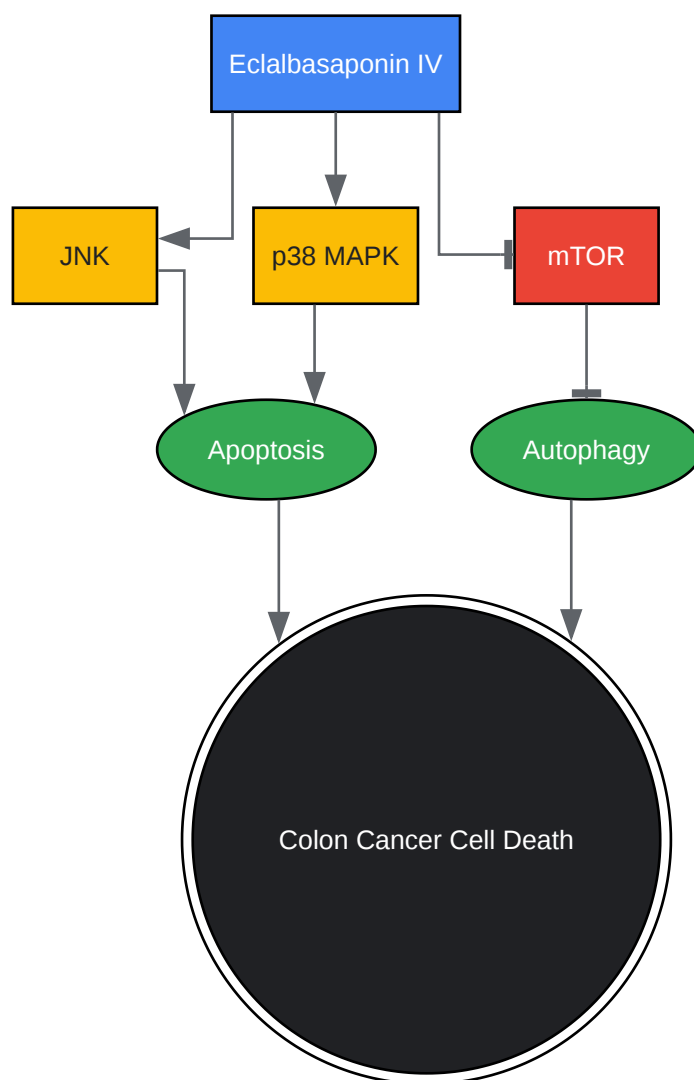 Eclalbasaponin IV
JNK
p38 MAPK
mTOR
Apoptosis
Autophagy
Colon Cancer Cell Death